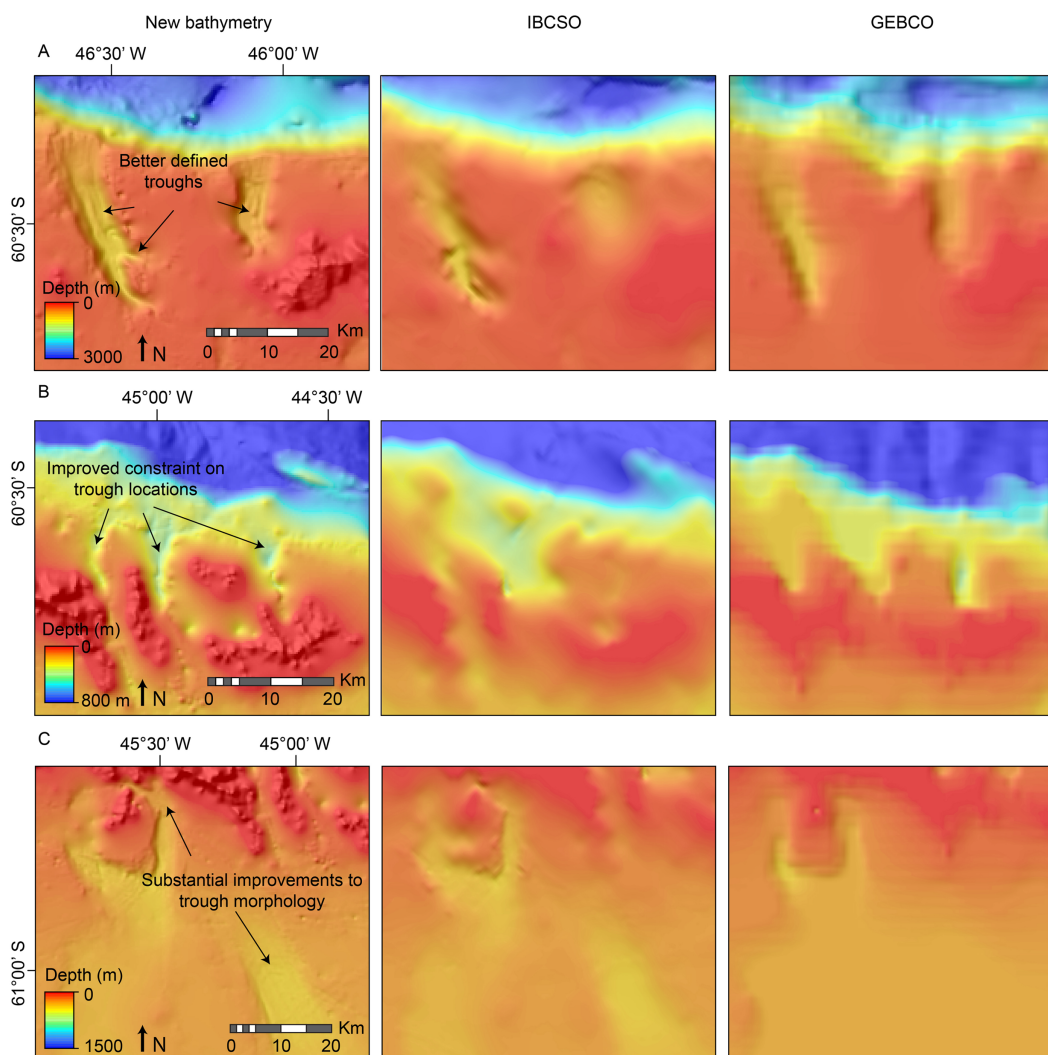 New bathymetry
IBCSO
GEBCO
A
46°30’ W
46°00’ W
Better defined
troughs
60°30’ S
Depth (m)
0
3000
N
Km
0
10
20
B
45°00’ W
44°30’ W
Improved constraint on
trough locations
60°30’ S
Depth (m)
0
800 m
N
Km
0
10
20
C
45°30’ W
45°00’ W
Substantial improvements to
trough morphology
61°00’ S
Depth (m)
0
1500
N
Km
0
10
20